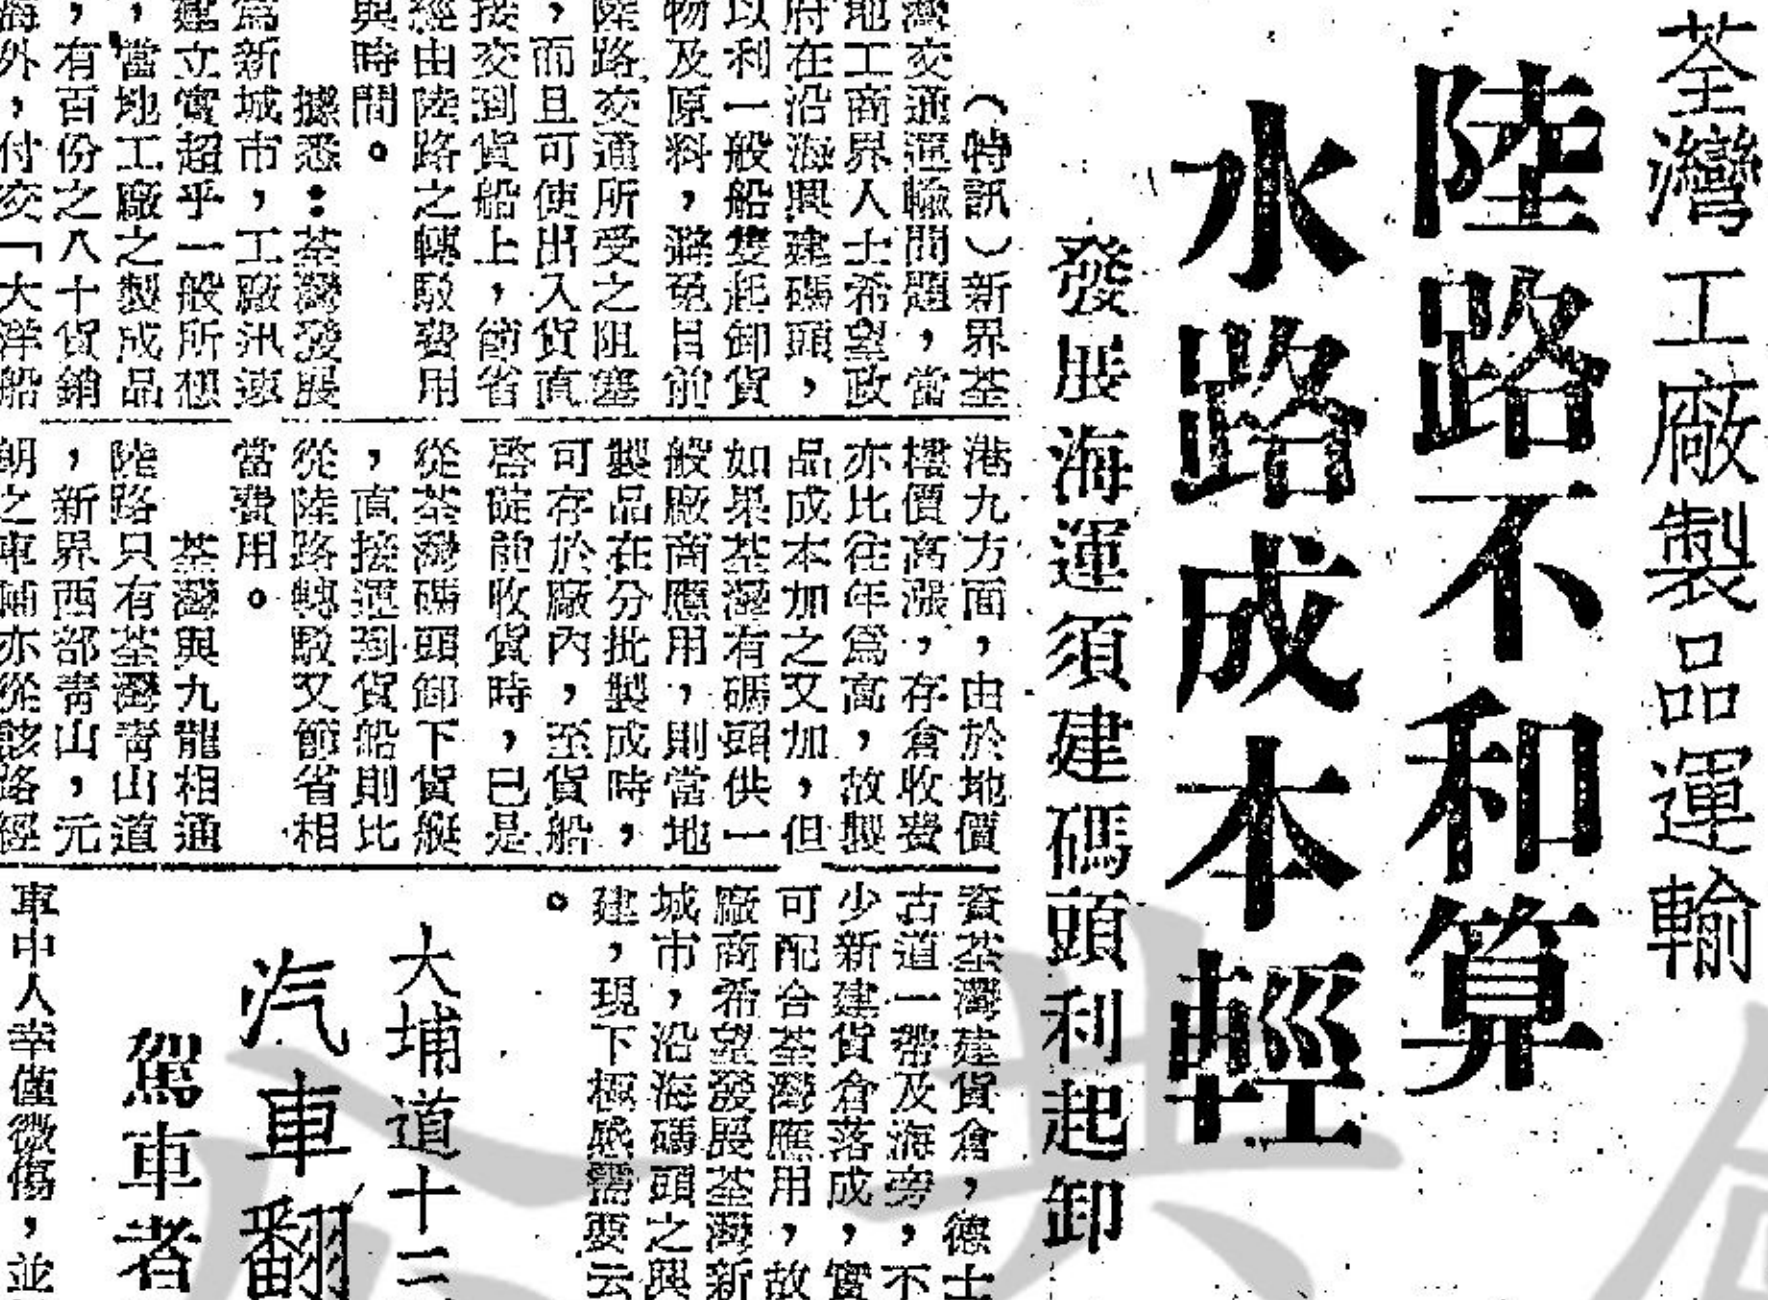 荃灣工廠製品運輸
陸路不和算
水路成本輕
發展海運須建碼頭利起卸
（特訊）新界荃
灣交通運輸問題，當
地工商界人士希望政
府在沿海興建碼頭，
以利一般船隻起卸貨
物及原料，避免目前
陸路交通所受之阻塞
，而且可使出入貨直
接交到貨船上，節省
經由陸路之轉駁費用
與時間。
據悉：荃灣發展
為新城市，工廠汛速
建立實超乎一般所想
，當地工廠之製成品
，有百份之八十貨銷
海外，付交「大洋船
港九方面，由於地價
樓價高漲，存倉收費
亦比往年爲高，故製
品成本加之又加，但
如果荃灣有碼頭供一
般廠商應用，則當地
製品在分批製成時，
可存於廠內，至貨船
啓碇前收貨時，已是
從荃灣碼頭卸下貨艇
，直接運到貨船則比
從陸路轉駁又節省相
當費用。
荃灣與九龍相通
陸路只有荃灣青山道
，新界西部青山，元
朗之車輛亦從該路經
資荃灣建貨倉，德士
古道一帶及海旁，不
少新建貨倉落成，實
可配合荃灣應用，故
廠商希望發展荃灣新
城市，沿海碼頭之興
建，現下極感需要云
。
大埔道十二
汽車翻
駕車者
車中人幸僅微傷，並